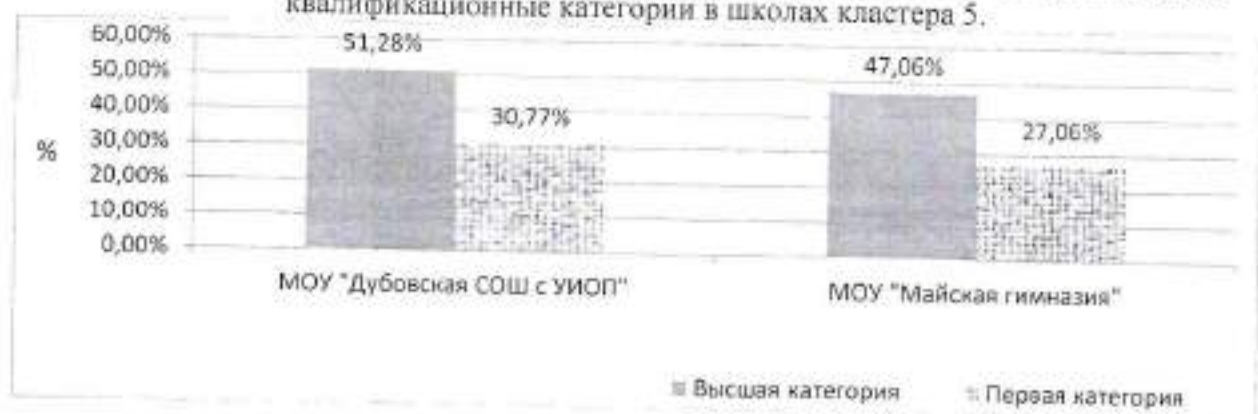 квалификационные категории в школах кластера 5.
60,00%
50,00%
40,00%
30,00%
20,00%
10,00%
0,00%
%
51,28%
30,77%
47,06%
27,06%
МОУ "Дубовская СОШ с УИОП"
МОУ "Майская гимназия"
Высшая категория
Первая категория